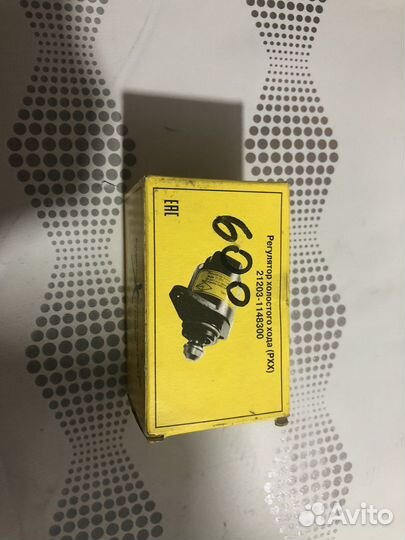 Регулятор холостого хода (РХХ)
21203-1148300
600
EAC
Avito